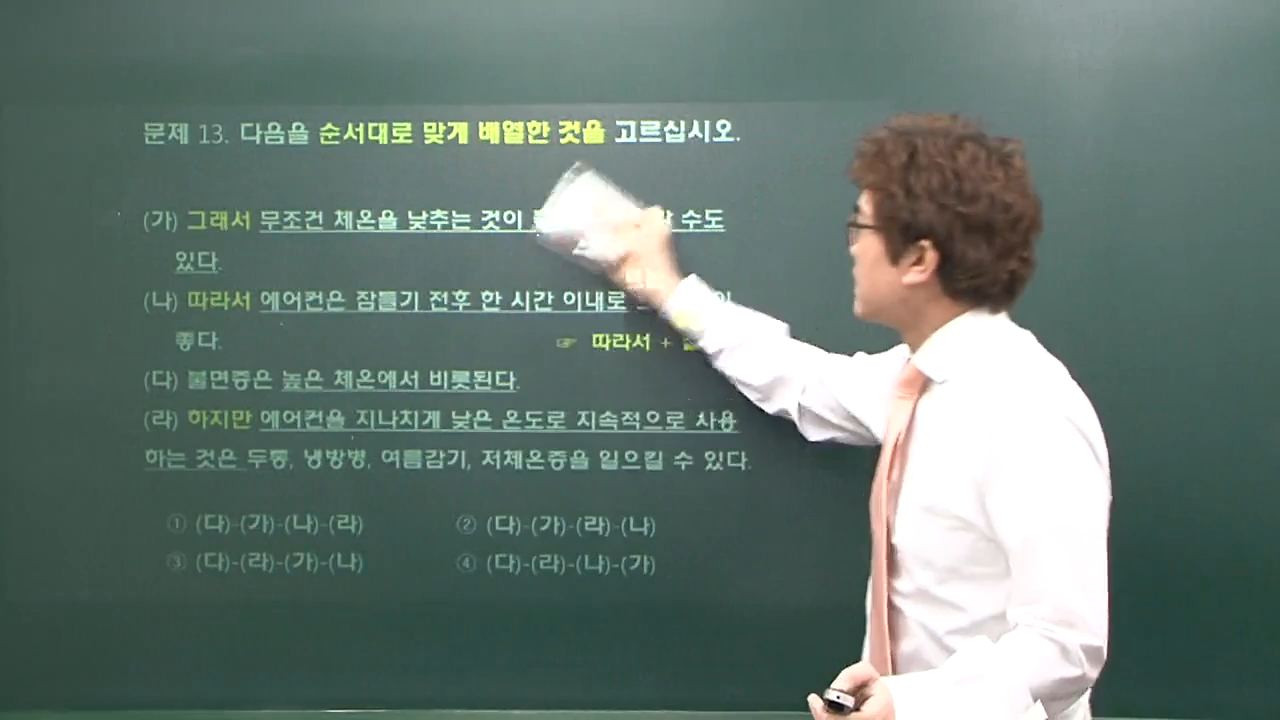 문제 13. 다음을 순서대로 맞게 배열한 것을 고르십시오.
(가) 그래서 무조건 체온을 낮추는 것이 수도
있다.
(나) 따라서 에어컨은 잠들기 전후 한 시간 이내로
좋다.
☞ 따라서 +
(다) 불면증은 높은 체온에서 비롯된다.
(라) 하지만 에어컨을 지나치게 낮은 온도로 지속적으로 사용
하는 것은 두통, 냉방병, 여름감기, 저체온증을 일으킬 수 있다.
① (다)-(가)-(나)-(라) ② (다)-(가)-(라)-(나)
③ (다)-(라)-(가)-(나) ④ (다)-(라)-(나)-(가)